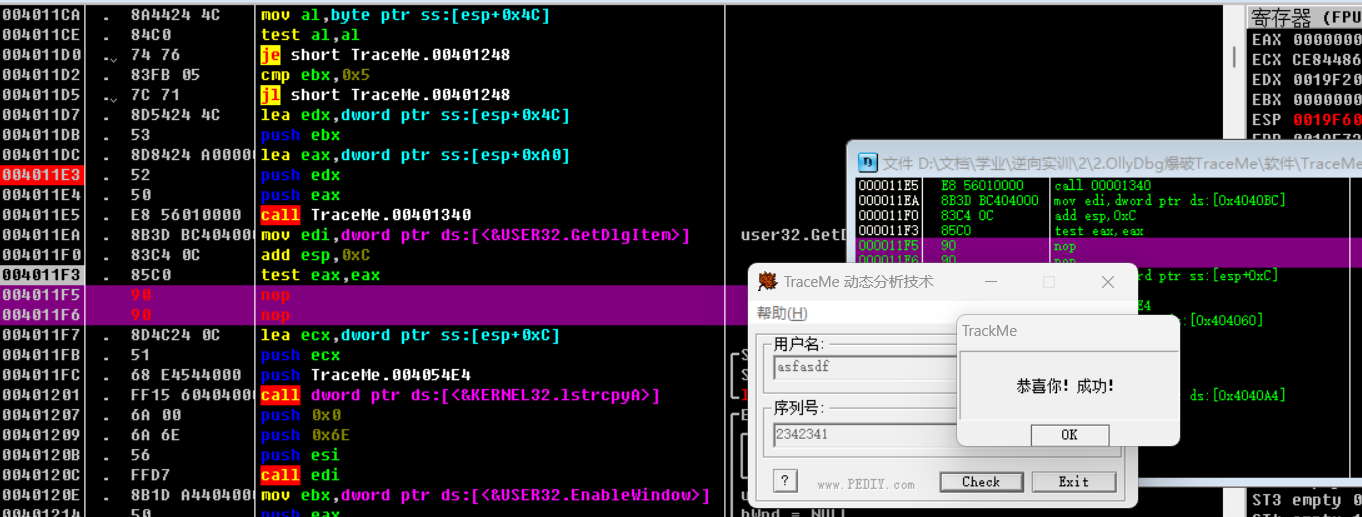 004011CA . 8A4424 4C mov al,byte ptr ss:[esp+0x4C]
004011CE . 84C0 test al,al
004011D0 . 74 76 je short TraceMe.00401248
004011D2 . 83FB 05 cmp ebx,0x5
004011D5 . 7C 71 jl short TraceMe.00401248
004011D7 . 8D5424 4C lea edx,dword ptr ss:[esp+0x4C]
004011DB . 53 push ebx
004011DC . 8D8424 A0000 lea eax,dword ptr ss:[esp+0xA0]
004011E3 . 52 push edx
004011E4 . 50 push eax
004011E5 . E8 56010000 call TraceMe.00401340
004011EA . 8B3D BC40400 mov edi,dword ptr ds:[<&USER32.GetDlgItem>] user32.GetD
004011F0 . 83C4 0C add esp,0xC
004011F3 . 85C0 test eax,eax
004011F5 90 nop
004011F6 90 nop
004011F7 . 8D4C24 0C lea ecx,dword ptr ss:[esp+0xC]
004011FB . 51 push ecx
004011FC . 68 E4544000 push TraceMe.004054E4
00401201 . FF15 6040400 call dword ptr ds:[<&KERNEL32.lstrcpyA>]
00401207 . 6A 00 push 0x0
00401209 . 6A 6E push 0x6E
0040120B . 56 push esi
0040120C . FFD7 call edi
0040120E . 8B1D A440400 mov ebx,dword ptr ds:[<&USER32.EnableWindow>]
00401214 . 50 push eax
寄存器 (FPU
EAX 0000000
ECX CE84486
EDX 0019F20
EBX 0000000
ESP 0019F60
文件 D:\文档\学业\逆向实训\2\2.OllyDbg爆破TraceMe\软件\TraceMe
000011E5 E8 56010000 call 00001340
000011EA 8B3D BC404000 mov edi,dword ptr ds:[0x4040BC]
000011F0 83C4 0C add esp,0xC
000011F3 85C0 test eax,eax
000011F5 90 nop
000011F6 90 nop
rd ptr ss:[esp+0xC]
E4
s:[0x404060]
ds:[0x4040A4]
TraceMe 动态分析技术
帮助(H)
用户名:
asfasdf
序列号:
2342341
? www.PEDIY.com Check Exit
TrackMe
恭喜你! 成功!
OK
ST3 empty 0